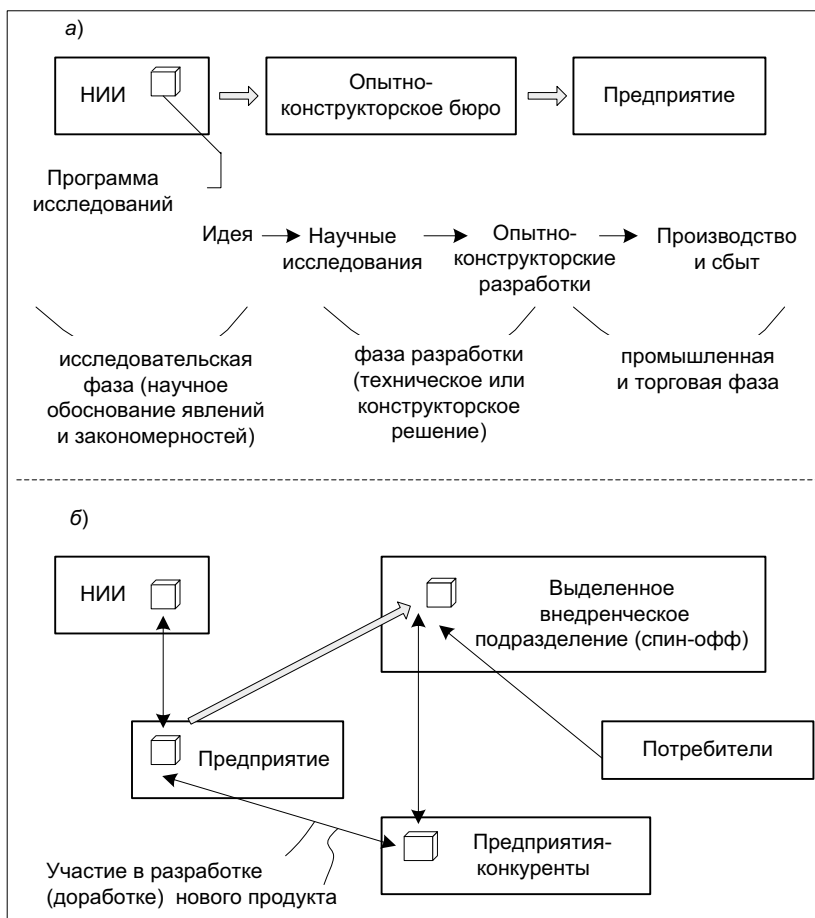 а)
НИИ
Опытно-
конструкторское бюро
Предприятие
Программа
исследований
Идея
Научные
исследования
Опытно-
конструкторские
разработки
Производство
и сбыт
исследовательская
фаза (научное
обоснование явлений
и закономерностей)
фаза разработки
(техническое или
конструкторское
решение)
промышленная
и торговая фаза
б)
НИИ
Выделенное
внедренческое
подразделение (спин-офф)
Предприятие
Потребители
Предприятия-
конкуренты
Участие в разработке
(доработке) нового продукта